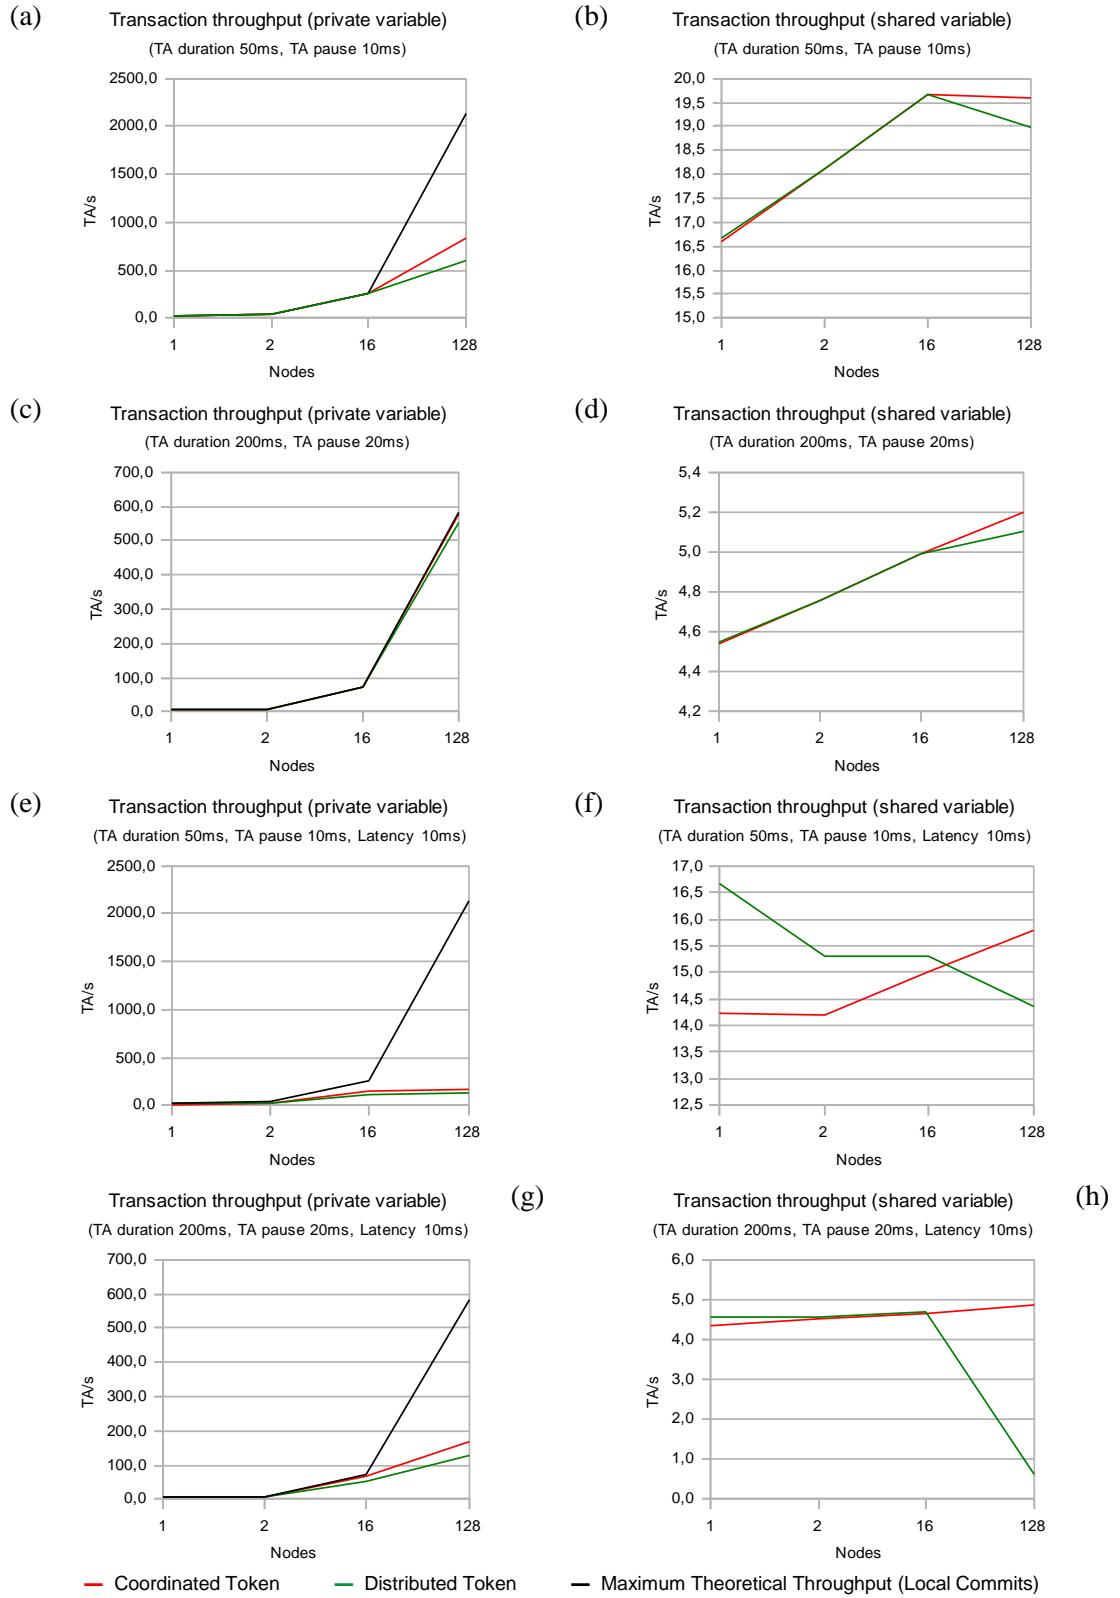 (a)
Transaction throughput (private variable)
(TA duration 50ms, TA pause 10ms)
2500,0
2000,0
1500,0
1000,0
500,0
0,0
TA/s
1 2 16 128
Nodes
(b)
Transaction throughput (shared variable)
(TA duration 50ms, TA pause 10ms)
20,0
19,5
19,0
18,5
18,0
17,5
17,0
16,5
16,0
15,5
15,0
TA/s
1 2 16 128
Nodes
(c)
Transaction throughput (private variable)
(TA duration 200ms, TA pause 20ms)
700,0
600,0
500,0
400,0
300,0
200,0
100,0
0,0
TA/s
1 2 16 128
Nodes
(d)
Transaction throughput (shared variable)
(TA duration 200ms, TA pause 20ms)
5,4
5,2
5,0
4,8
4,6
4,4
4,2
TA/s
1 2 16 128
Nodes
(e)
Transaction throughput (private variable)
(TA duration 50ms, TA pause 10ms, Latency 10ms)
2500,0
2000,0
1500,0
1000,0
500,0
0,0
TA/s
1 2 16 128
Nodes
(f)
Transaction throughput (shared variable)
(TA duration 50ms, TA pause 10ms, Latency 10ms)
17,0
16,5
16,0
15,5
15,0
14,5
14,0
13,5
13,0
12,5
TA/s
1 2 16 128
Nodes
(g)
Transaction throughput (private variable)
(TA duration 200ms, TA pause 20ms, Latency 10ms)
700,0
600,0
500,0
400,0
300,0
200,0
100,0
0,0
TA/s
1 2 16 128
Nodes
(h)
Transaction throughput (shared variable)
(TA duration 200ms, TA pause 20ms, Latency 10ms)
6,0
5,0
4,0
3,0
2,0
1,0
0,0
TA/s
1 2 16 128
Nodes
Coordinated Token Distributed Token Maximum Theoretical Throughput (Local Commits)